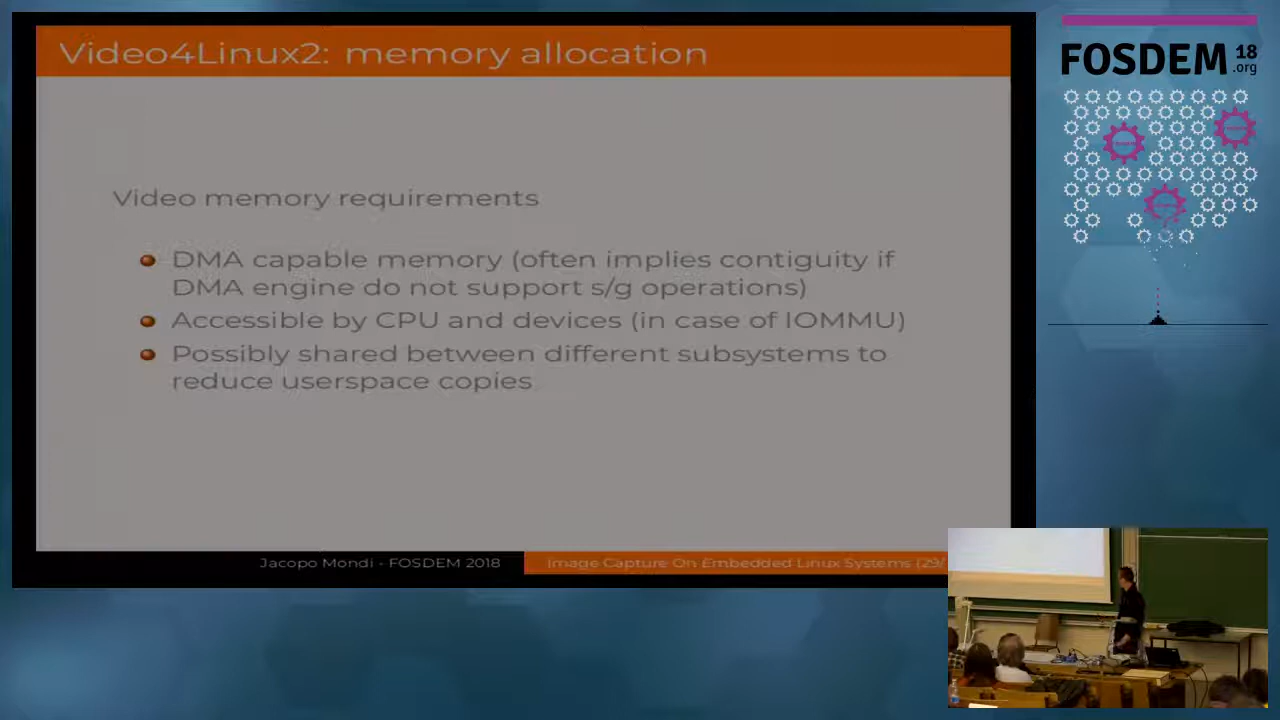 Video4Linux2: memory allocation
Video memory requirements
DMA capable memory (often implies contiguity if
DMA engine do not support s/g operations)
Accessible by CPU and devices (in case of IOMMU)
Possibly shared between different subsystems to
reduce userspace copies
Jacopo Mondi - FOSDEM 2018
Image Capture On Embedded Linux Systems (29/
FOSDEM 18
.org